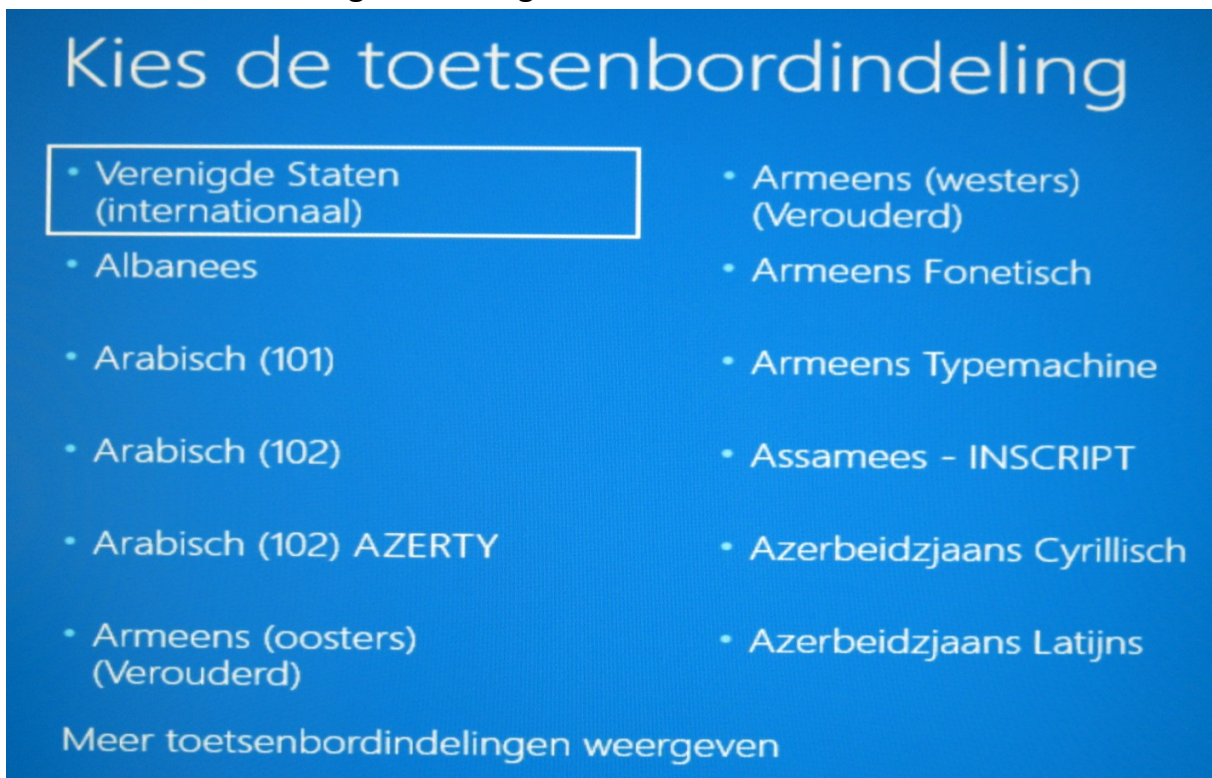 Kies de toetsenbordindeling
Verenigde Staten
(internationaal)
Albanees
Arabisch (101)
Arabisch (102)
Arabisch (102) AZERTY
Armeens (oosters)
(Verouderd)
Armeens (westers)
(Verouderd)
Armeens Fonetisch
Armeens Typemachine
Assamees - INSCRIPT
Azerbeidzjaans Cyrillisch
Azerbeidzjaans Latijns
Meer toetsenbordindelingen weergeven